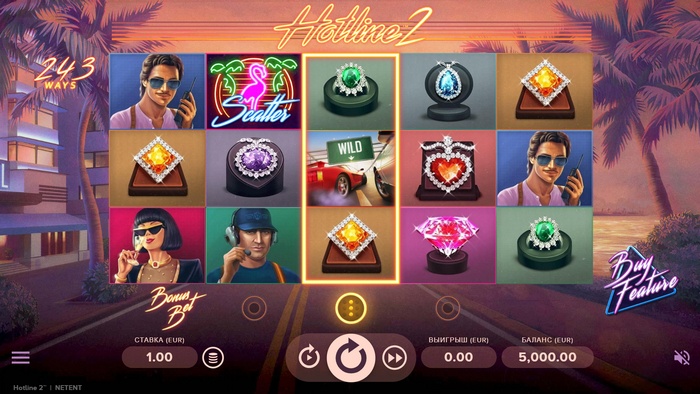 Hotline 2
243
WAYS
Scatter
WILD
Buy
Feature
Bonus
Bet
СТАВКА (EUR)
ВЫИГРЫШ (EUR)
БАЛАНС (EUR)
1.00
0.00
5,000.00
Hotline 2™ | NETENT